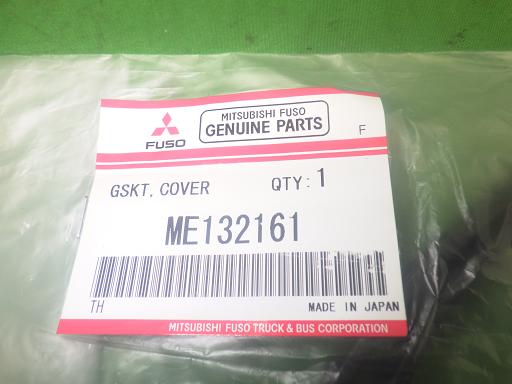 MITSUBISHI FUSO
GENUINE PARTS
FUSO
F
GSKT, COVER QTY: 1
ME132161
TH MADE IN JAPAN
MITSUBISHI FUSO TRUCK & BUS CORPORATION